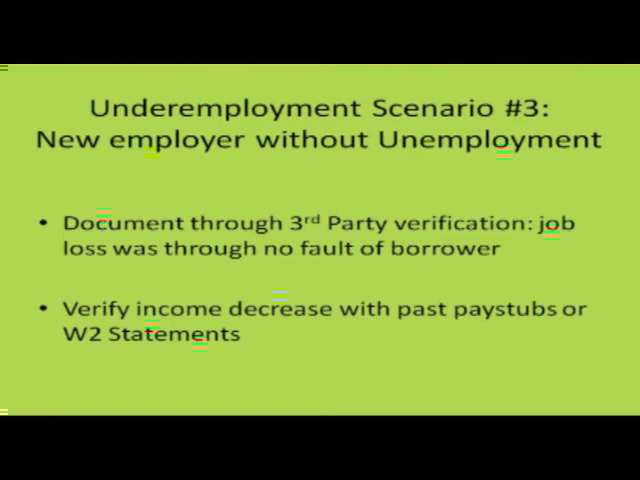 Underemployment Scenario #3:
New employer without Unemployment
• Document through 3rd Party verification: job
loss was through no fault of borrower
• Verify income decrease with past paystubs or
W2 Statements